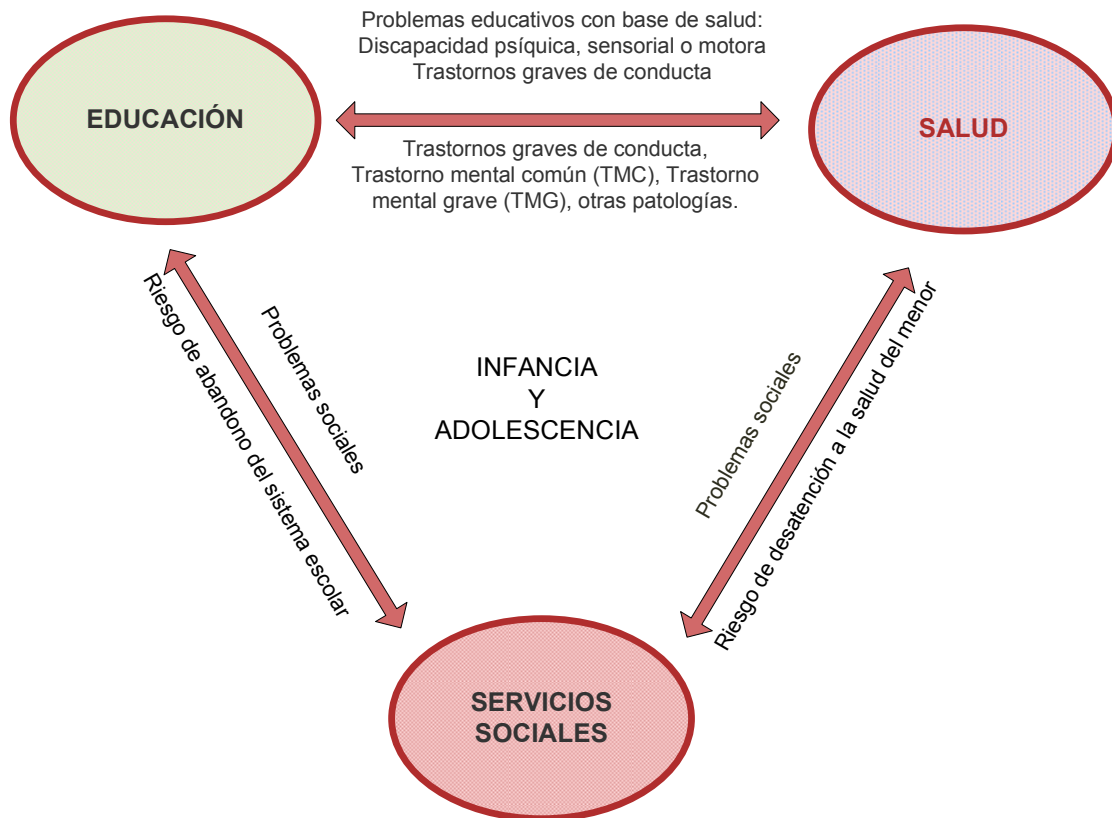 Problemas educativos con base de salud:
Discapacidad psíquica, sensorial o motora
Trastornos graves de conducta
EDUCACIÓN
SALUD
Trastornos graves de conducta,
Trastorno mental común (TMC), Trastorno
mental grave (TMG), otras patologías.
Riesgo de abandono del sistema escolar
Problemas sociales
INFANCIA
Y
ADOLESCENCIA
Problemas sociales
Riesgo de desatención a la salud del menor
SERVICIOS
SOCIALES